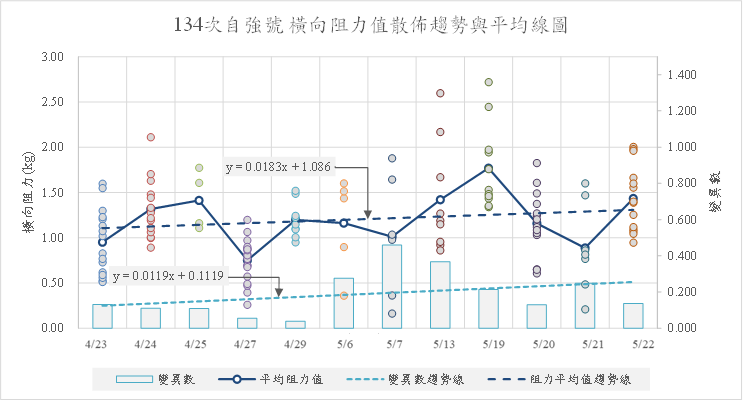 134次自強號 橫向阻力值散佈趨勢與平均線圖
3.00
2.50
2.00
1.50
1.00
0.50
0.00
橫向阻力(kg)
1.400
1.200
1.000
0.800
0.600
0.400
0.200
0.000
變異數
y = 0.0183x + 1.086
y = 0.0119x + 0.1119
4/23 4/24 4/25 4/27 4/29 5/6 5/7 5/13 5/19 5/20 5/21 5/22
變異數 平均阻力值 變異數趨勢線 阻力平均值趨勢線